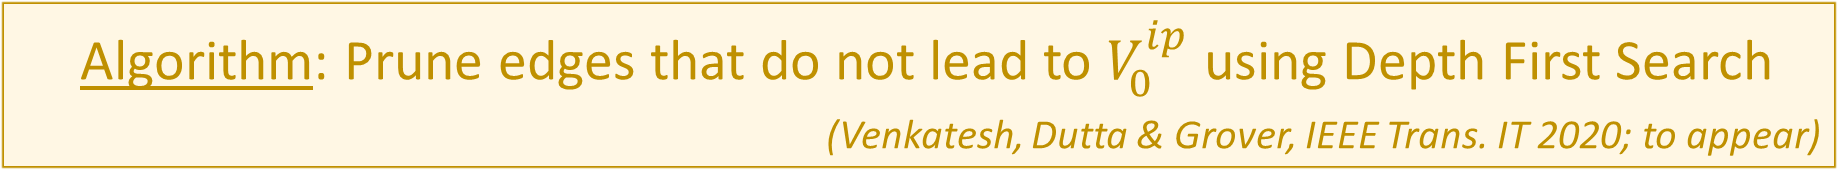 Algorithm: Prune edges that do not lead to $V_0^{ip}$ using Depth First Search
(Venkatesh, Dutta & Grover, IEEE Trans. IT 2020; to appear)